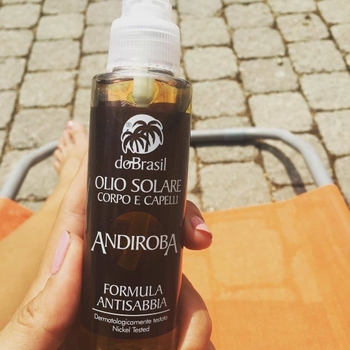 doBrasil
OLIO SOLARE
CORPO E CAPELLI
ANDIROBA
FORMULA
ANTISABBIA
Dermatologicamente testato
Nickel Tested